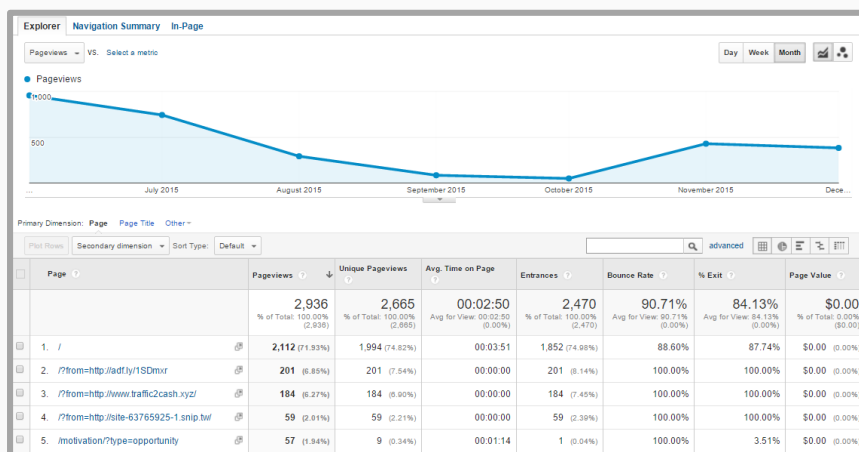 Explorer Navigation Summary In-Page
Pageviews VS. Select a metric Day Week Month
Pageviews
1,000
500
... July 2015 August 2015 September 2015 October 2015 November 2015 Dece...
Primary Dimension: Page Page Title Other
Plot Rows Secondary dimension Sort Type: Default advanced
Page ? Pageviews ? Unique Pageviews ? Avg. Time on Page ? Entrances ? Bounce Rate ? % Exit ? Page Value ?
2,936 2,665 00:02:50 2,470 90.71% 84.13% $0.00
% of Total: 100.00% % of Total: 100.00% Avg for View: 00:02:50 % of Total: 100.00% Avg for View: 90.71% Avg for View: 84.13% % of Total: 0.00%
(2,936) (2,665) (0.00%) (2,470) (0.00%) (0.00%) ($0.00)
1. / 2,112 (71.93%) 1,994 (74.82%) 00:03:51 1,852 (74.98%) 88.60% 87.74% $0.00 (0.00%)
2. /?from=http://adf.ly/1SDmxr 201 (6.85%) 201 (7.54%) 00:00:00 201 (8.14%) 100.00% 100.00% $0.00 (0.00%)
3. /?from=http://www.traffic2cash.xyz/ 184 (6.27%) 184 (6.90%) 00:00:00 184 (7.45%) 100.00% 100.00% $0.00 (0.00%)
4. /?from=http://site-63765925-1.snip.tw/ 59 (2.01%) 59 (2.21%) 00:00:00 59 (2.39%) 100.00% 100.00% $0.00 (0.00%)
5. /motivation/?type=opportunity 57 (1.94%) 9 (0.34%) 00:01:14 1 (0.04%) 100.00% 3.51% $0.00 (0.00%)